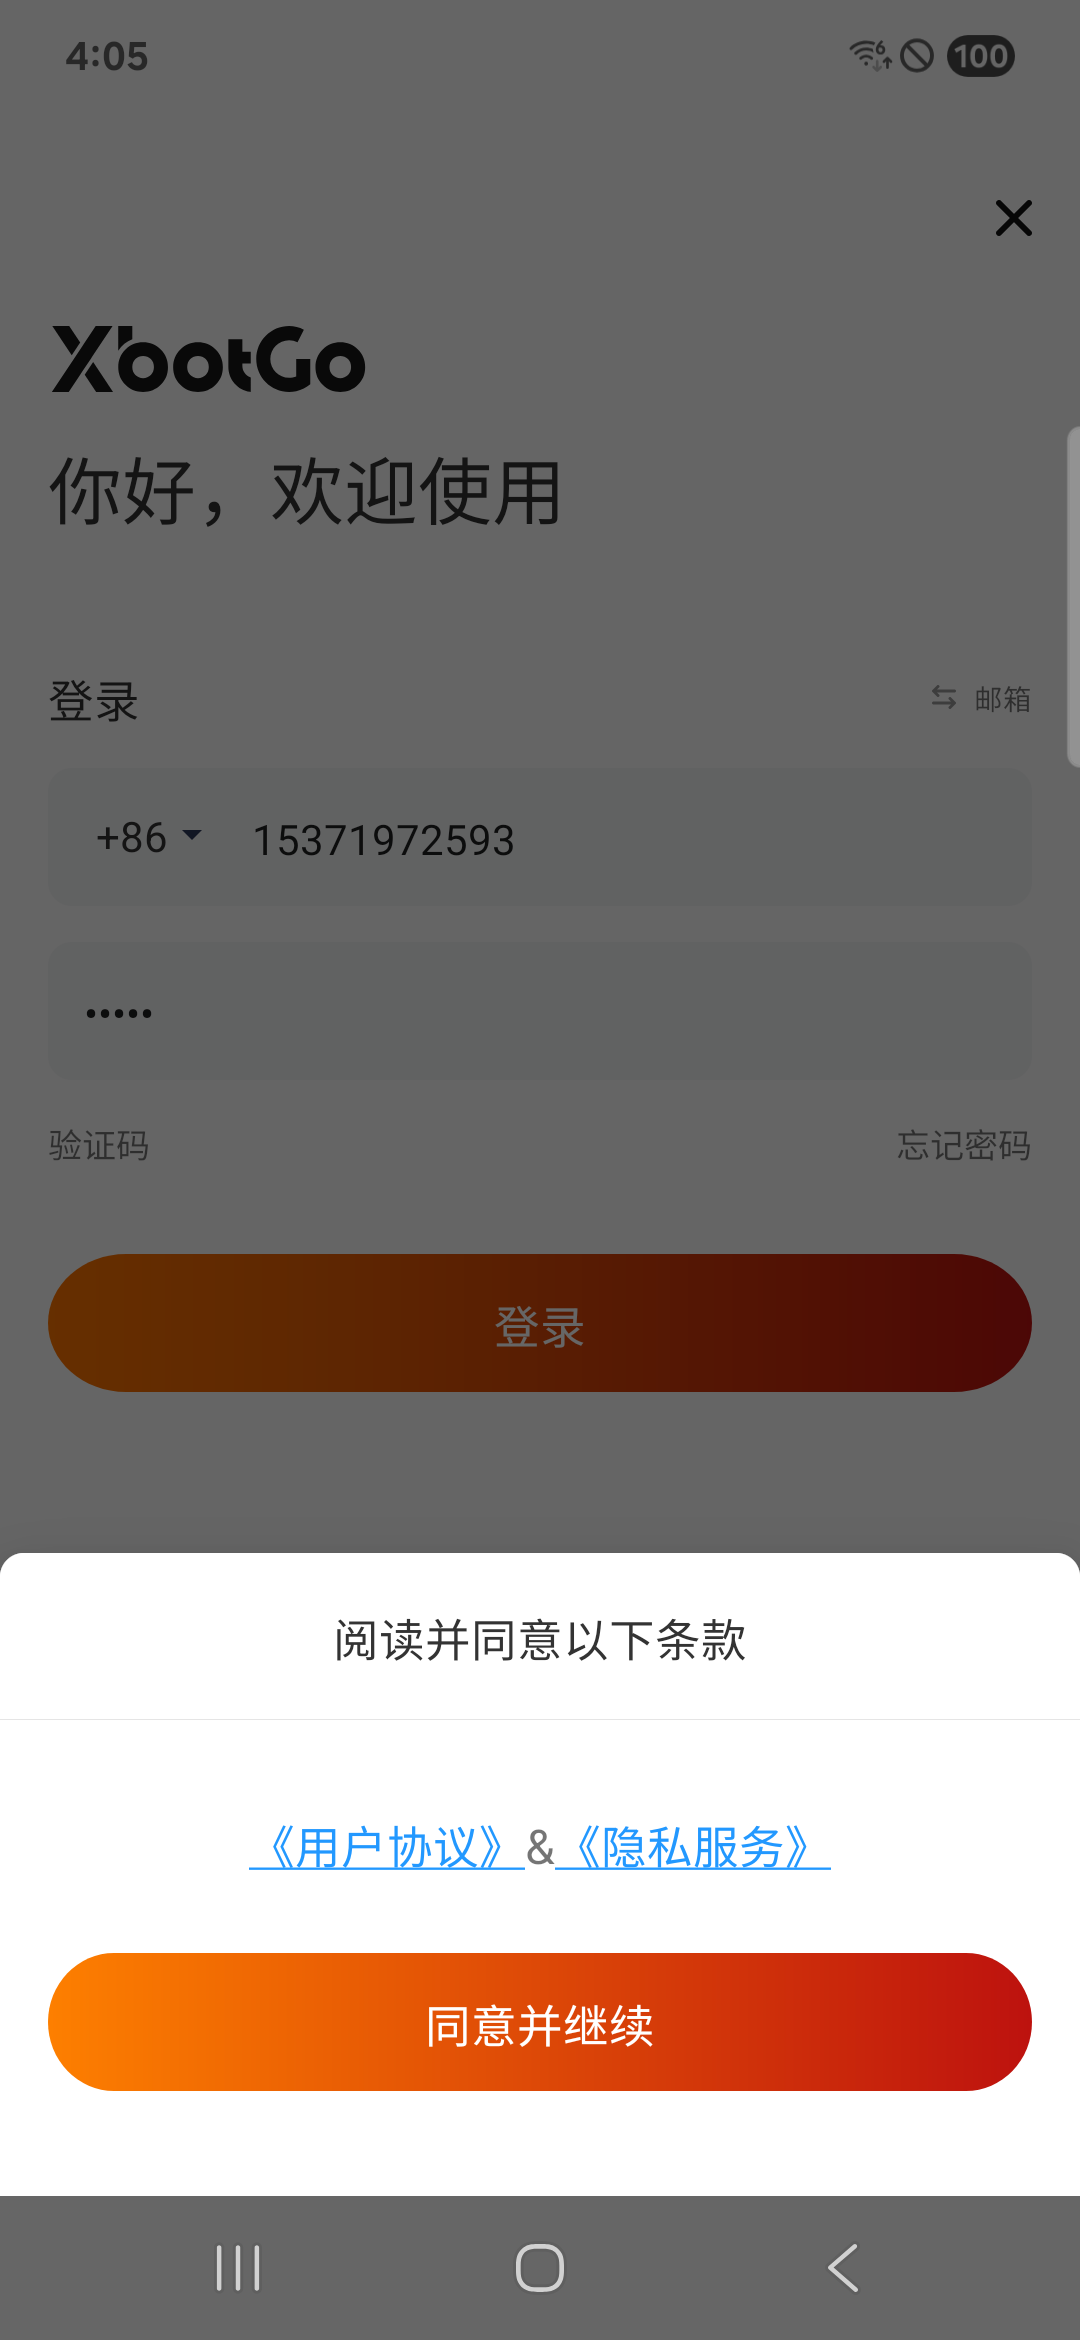 4:05
6
100
XbotGo
你好，欢迎使用
登录
邮箱
+86
15371972593
•••••
验证码
忘记密码
登录
阅读并同意以下条款
《用户协议》&《隐私服务》
同意并继续